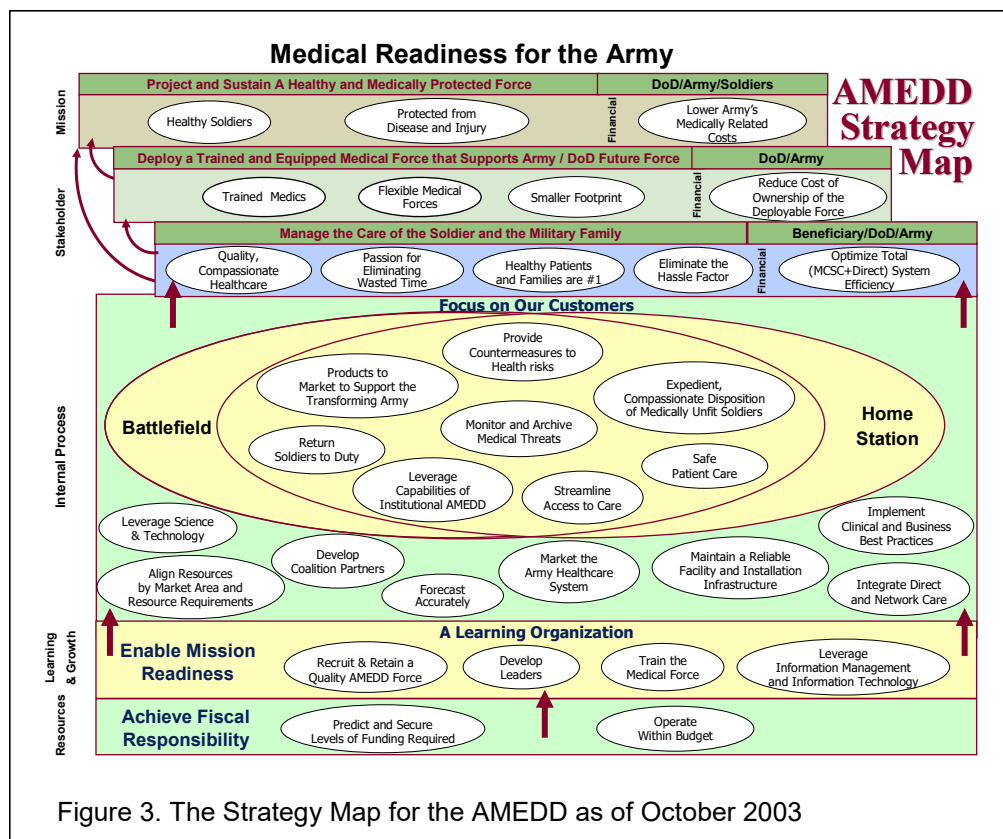 Medical Readiness for the Army
AMEDD
Strategy
Map
Mission
Project and Sustain A Healthy and Medically Protected Force
DoD/Army/Soldiers
Healthy Soldiers
Protected from
Disease and Injury
Financial
Lower Army's
Medically Related
Costs
Stakeholder
Deploy a Trained and Equipped Medical Force that Supports Army / DoD Future Force
DoD/Army
Trained Medics
Flexible Medical
Forces
Smaller Footprint
Financial
Reduce Cost of
Ownership of the
Deployable Force
Manage the Care of the Soldier and the Military Family
Beneficiary/DoD/Army
Quality,
Compassionate
Healthcare
Passion for
Eliminating
Wasted Time
Healthy Patients
and Families are #1
Eliminate the
Hassle Factor
Financial
Optimize Total
(MCSC+Direct) System
Efficiency
Internal Process
Focus on Our Customers
Provide
Countermeasures to
Health risks
Products to
Market to Support the
Transforming Army
Expedient,
Compassionate Disposition
of Medically Unfit Soldiers
Battlefield
Monitor and Archive
Medical Threats
Home
Station
Return
Soldiers to Duty
Safe
Patient Care
Leverage
Capabilities of
Institutional AMEDD
Streamline
Access to Care
Leverage Science
& Technology
Implement
Clinical and Business
Best Practices
Develop
Coalition Partners
Market the
Army Healthcare
System
Maintain a Reliable
Facility and Installation
Infrastructure
Align Resources
by Market Area and
Resource Requirements
Forecast
Accurately
Integrate Direct
and Network Care
Learning
& Growth
A Learning Organization
Enable Mission
Readiness
Recruit & Retain a
Quality AMEDD Force
Develop
Leaders
Train the
Medical Force
Leverage
Information Management
and Information Technology
Resources
Achieve Fiscal
Responsibility
Predict and Secure
Levels of Funding Required
Operate
Within Budget
Figure 3. The Strategy Map for the AMEDD as of October 2003